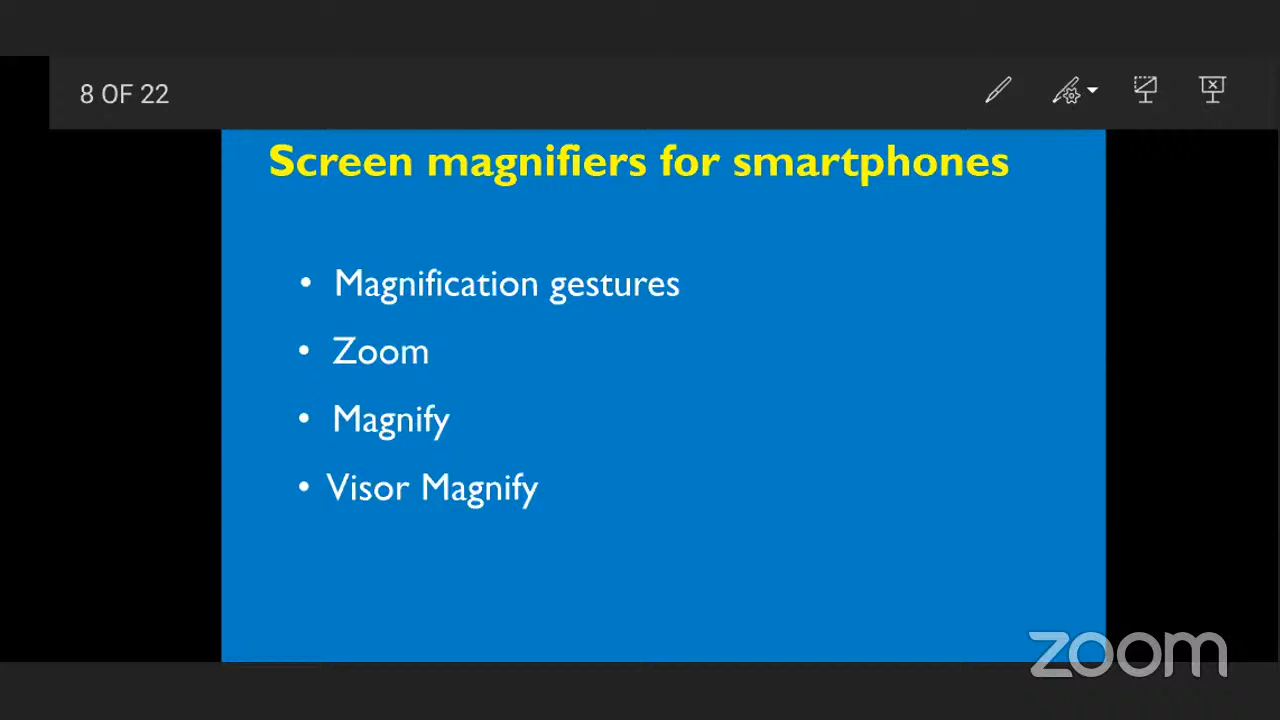 8 OF 22
Screen magnifiers for smartphones
• Magnification gestures
• Zoom
• Magnify
• Visor Magnify
zoom